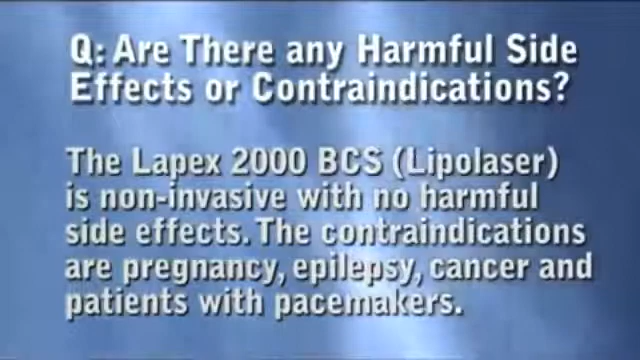 Q: Are There any Harmful Side
Effects or Contraindications?
The Lapex 2000 BCS (Lipolaser)
is non-invasive with no harmful
side effects. The contraindications
are pregnancy, epilepsy, cancer and
patients with pacemakers.